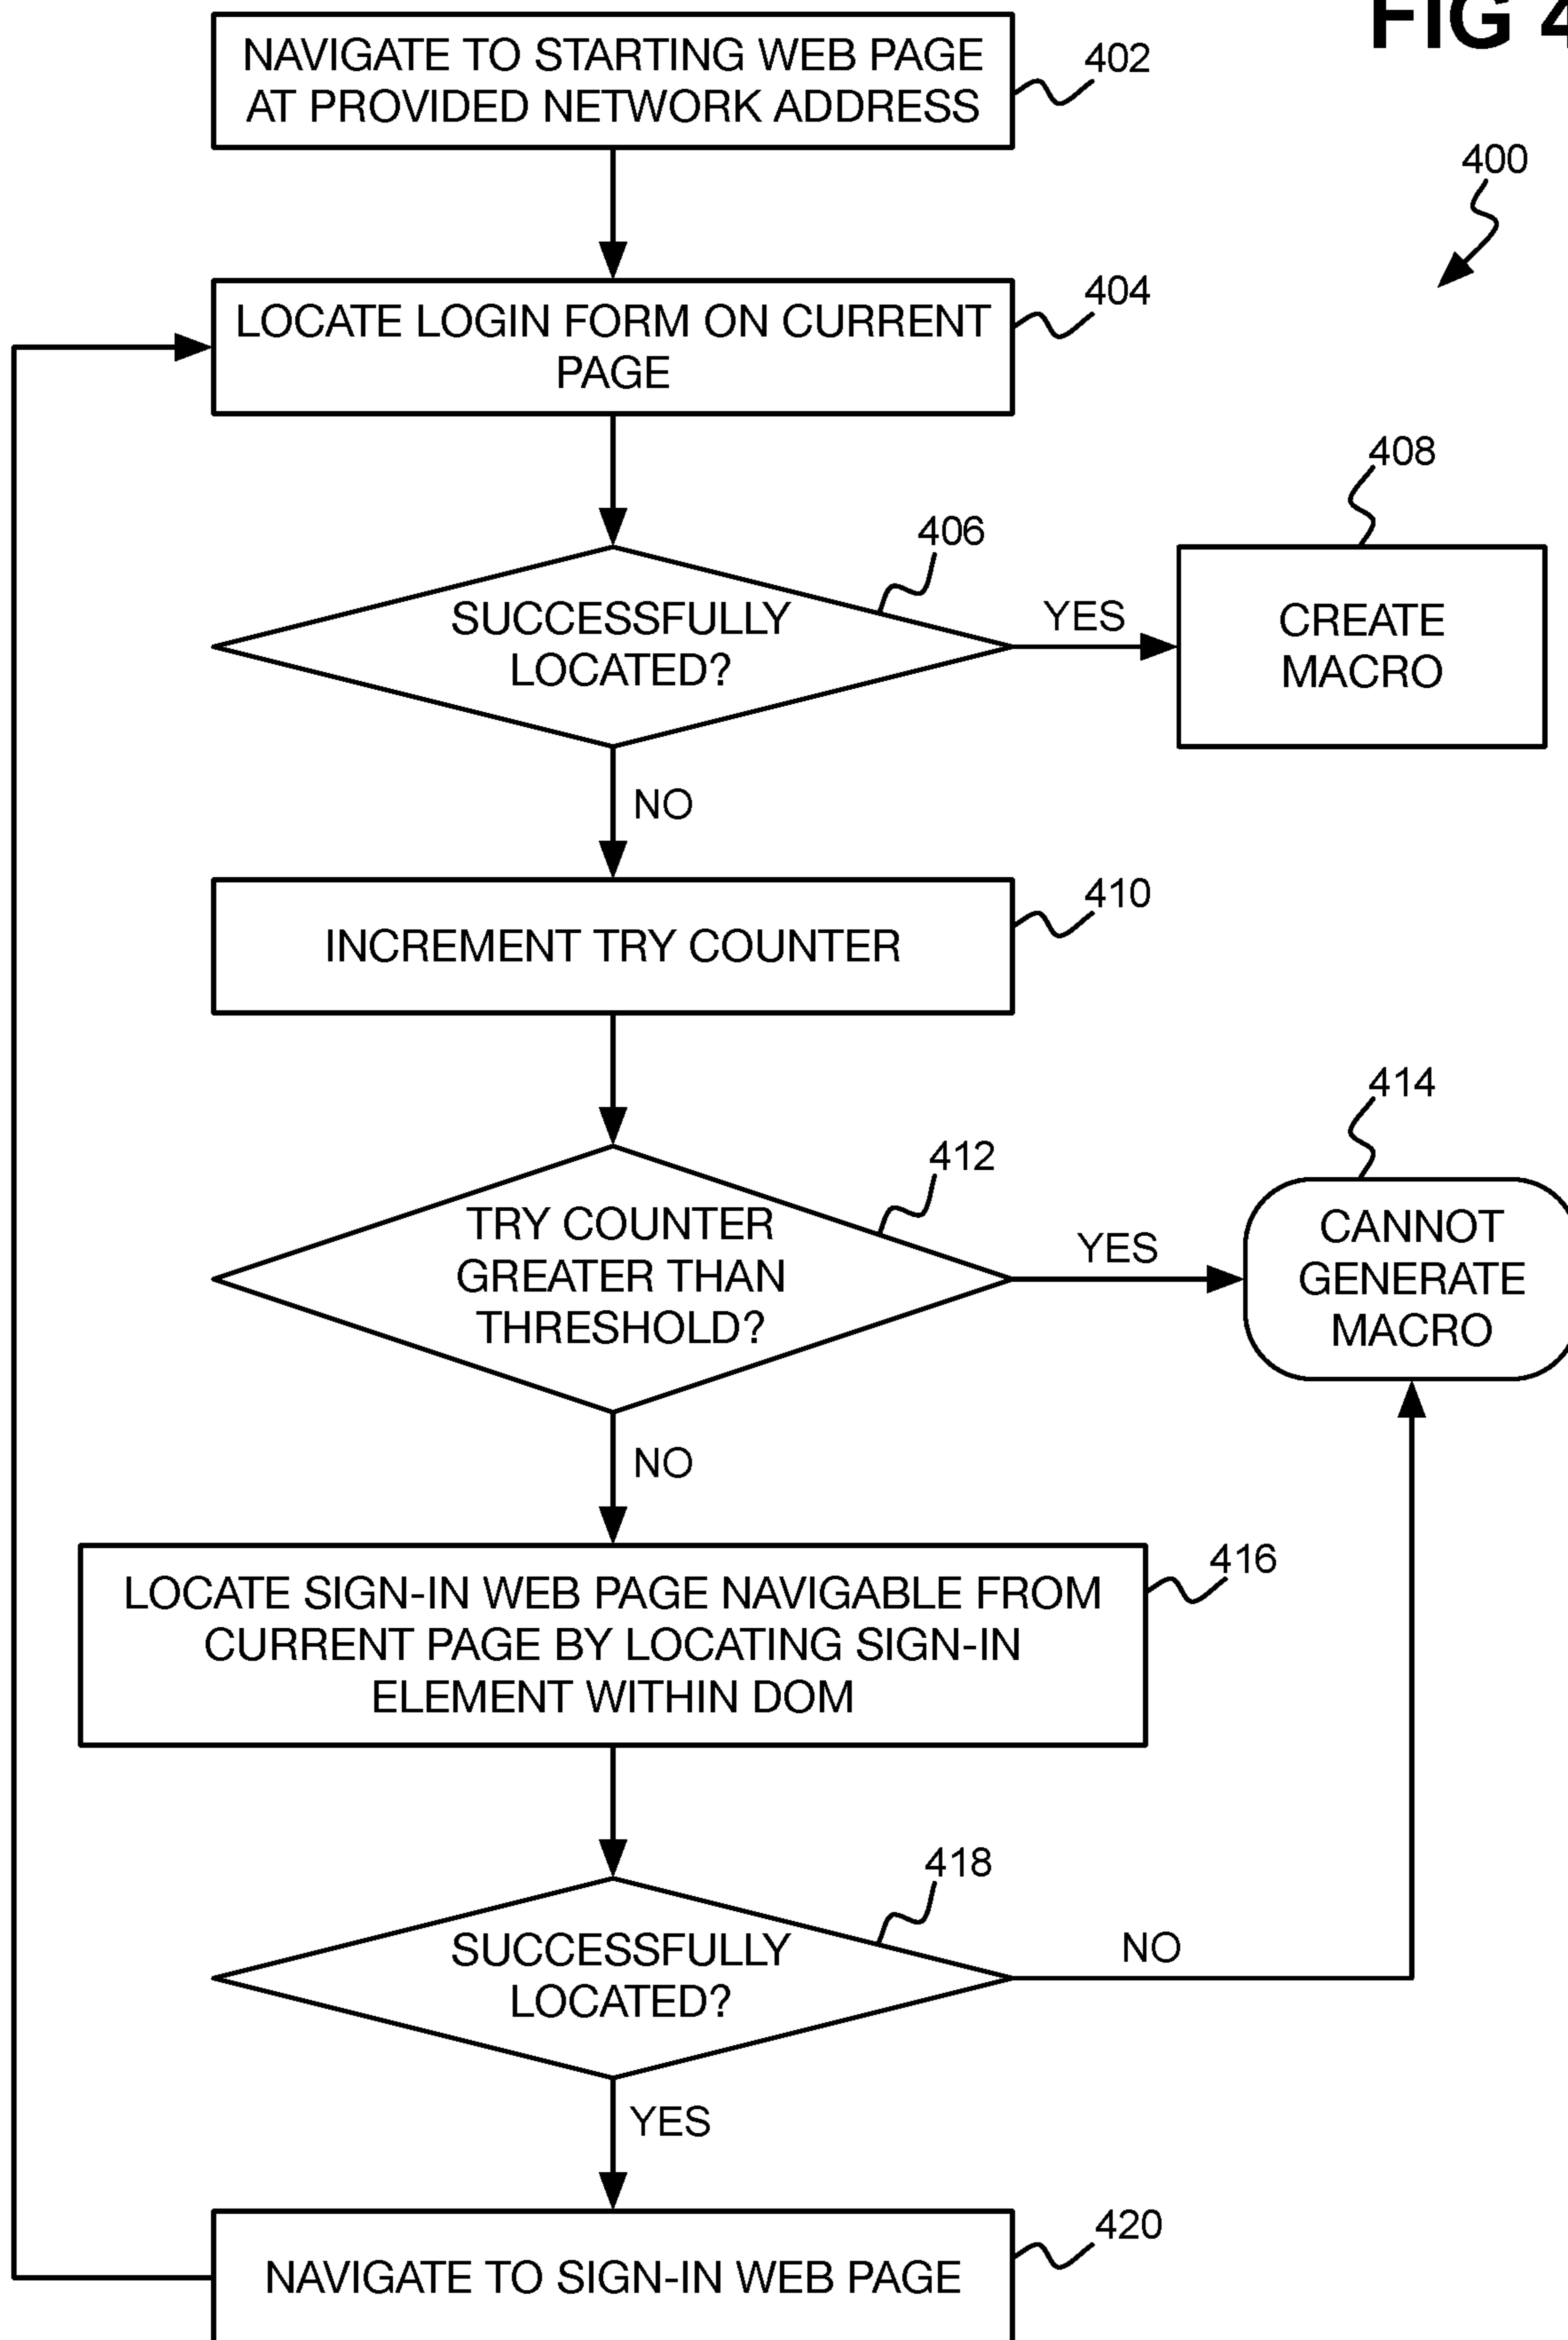 FIG 4
NAVIGATE TO STARTING WEB PAGE
AT PROVIDED NETWORK ADDRESS
402
400
LOCATE LOGIN FORM ON CURRENT
PAGE
404
406
SUCCESSFULLY
LOCATED?
YES
408
CREATE
MACRO
NO
INCREMENT TRY COUNTER
410
412
TRY COUNTER
GREATER THAN
THRESHOLD?
YES
414
CANNOT
GENERATE
MACRO
NO
LOCATE SIGN-IN WEB PAGE NAVIGABLE FROM
CURRENT PAGE BY LOCATING SIGN-IN
ELEMENT WITHIN DOM
416
418
SUCCESSFULLY
LOCATED?
NO
YES
NAVIGATE TO SIGN-IN WEB PAGE
420